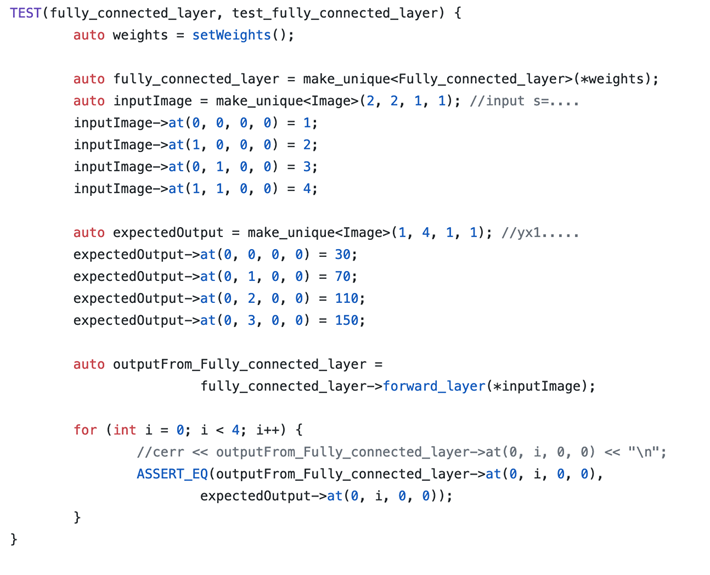 TEST(fully_connected_layer, test_fully_connected_layer) {
        auto weights = setWeights();

        auto fully_connected_layer = make_unique<Fully_connected_layer>(*weights);
        auto inputImage = make_unique<Image>(2, 2, 1, 1); //input s=....
        inputImage->at(0, 0, 0, 0) = 1;
        inputImage->at(1, 0, 0, 0) = 2;
        inputImage->at(0, 1, 0, 0) = 3;
        inputImage->at(1, 1, 0, 0) = 4;

        auto expectedOutput = make_unique<Image>(1, 4, 1, 1); //yx1.....
        expectedOutput->at(0, 0, 0, 0) = 30;
        expectedOutput->at(0, 1, 0, 0) = 70;
        expectedOutput->at(0, 2, 0, 0) = 110;
        expectedOutput->at(0, 3, 0, 0) = 150;

        auto outputFrom_Fully_connected_layer =
                        fully_connected_layer->forward_layer(*inputImage);

        for (int i = 0; i < 4; i++) {
                //cerr << outputFrom_Fully_connected_layer->at(0, i, 0, 0) << "\n";
                ASSERT_EQ(outputFrom_Fully_connected_layer->at(0, i, 0, 0),
                        expectedOutput->at(0, i, 0, 0));
        }
}